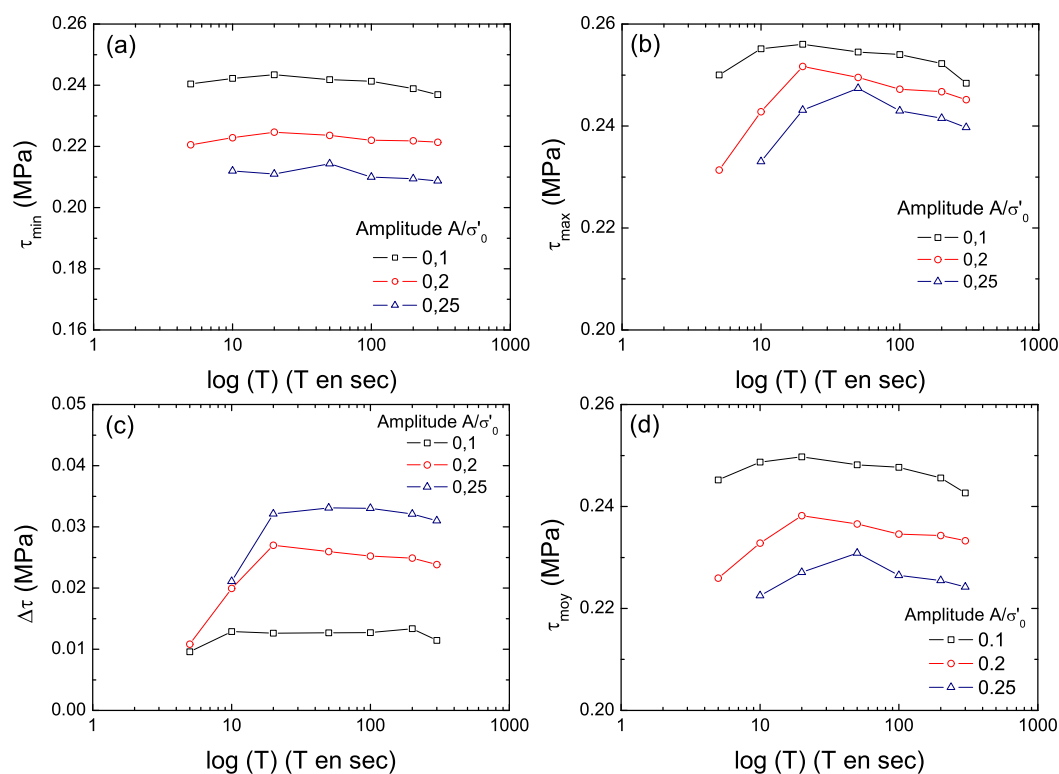 (a)
0.26
0.24
0.22
0.20
0.18
0.16
τmin (MPa)
Amplitude A/σ'0
0,1
0,2
0,25
1 10 100 1000
log (T) (T en sec)
(b)
0.26
0.24
0.22
0.20
τmax (MPa)
Amplitude A/σ'0
0,1
0,2
0,25
1 10 100 1000
log (T) (T en sec)
(c)
0.05
0.04
0.03
0.02
0.01
0.00
Δτ (MPa)
Amplitude A/σ'0
0,1
0,2
0,25
1 10 100 1000
log (T) (T en sec)
(d)
0.26
0.24
0.22
0.20
τmoy (MPa)
Amplitude A/σ'0
0.1
0.2
0.25
1 10 100 1000
log (T) (T en sec)